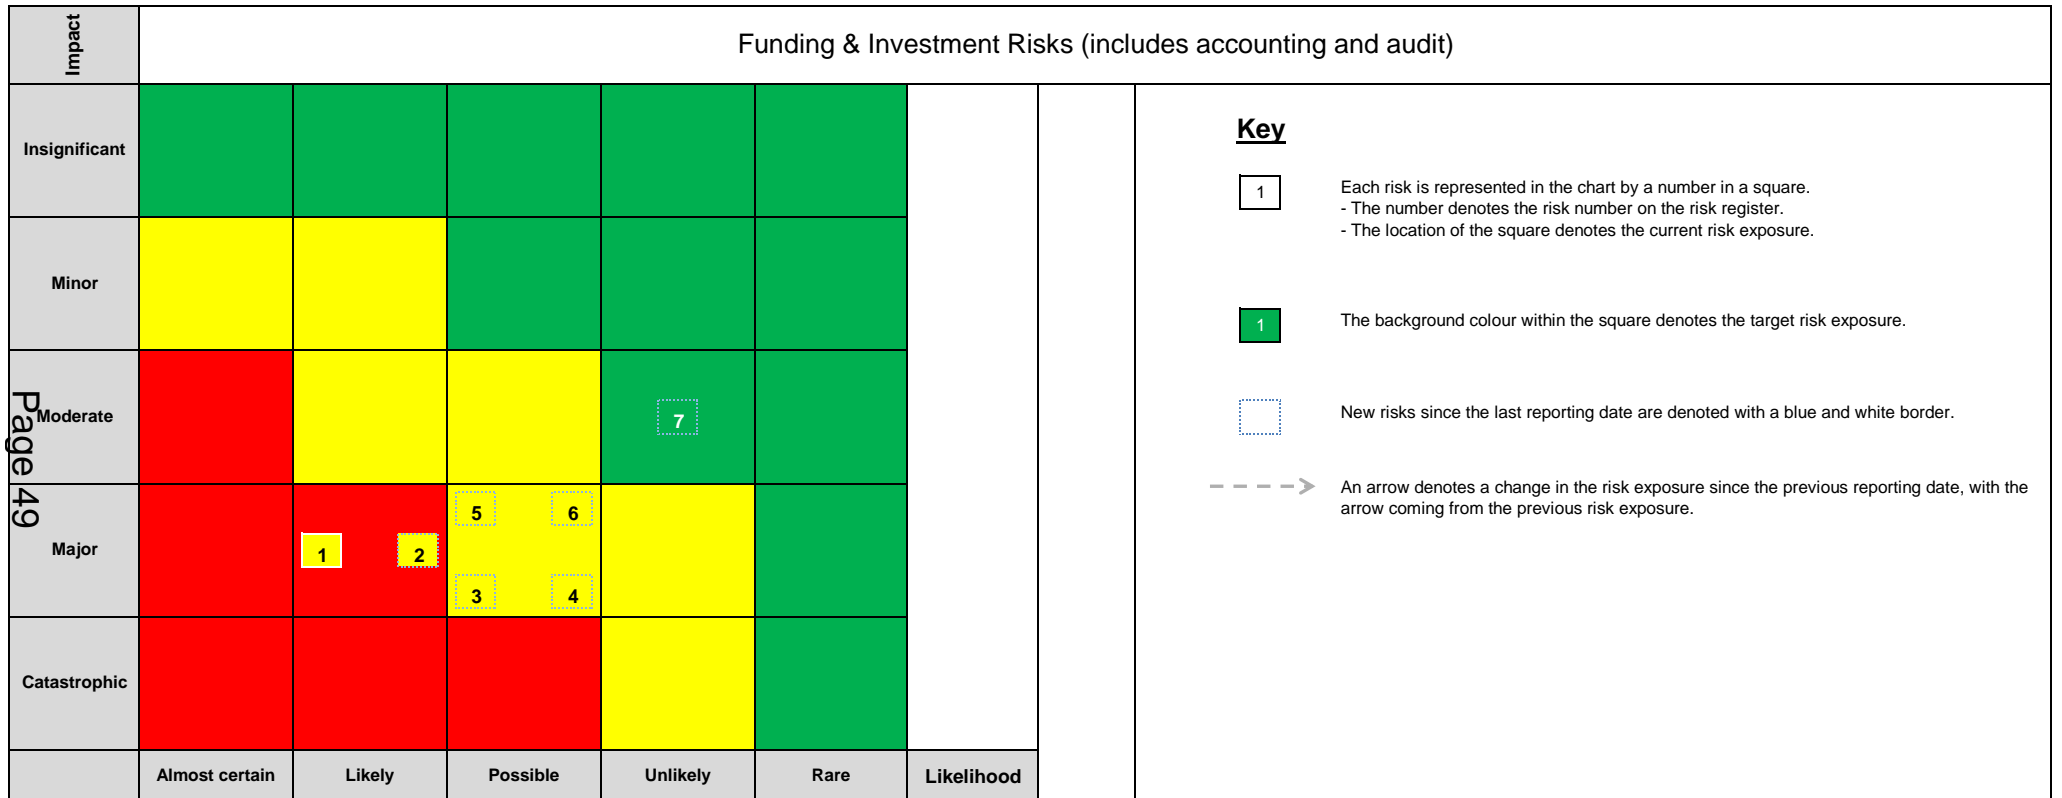 Impact
Funding & Investment Risks (includes accounting and audit)
Insignificant
Minor
Moderate
7
Major
5
6
1
2
3
4
Catastrophic
Almost certain
Likely
Possible
Unlikely
Rare
Likelihood
Key
1
Each risk is represented in the chart by a number in a square.
- The number denotes the risk number on the risk register.
- The location of the square denotes the current risk exposure.
1
The background colour within the square denotes the target risk exposure.
New risks since the last reporting date are denoted with a blue and white border.
An arrow denotes a change in the risk exposure since the previous reporting date, with the
arrow coming from the previous risk exposure.
Page 49